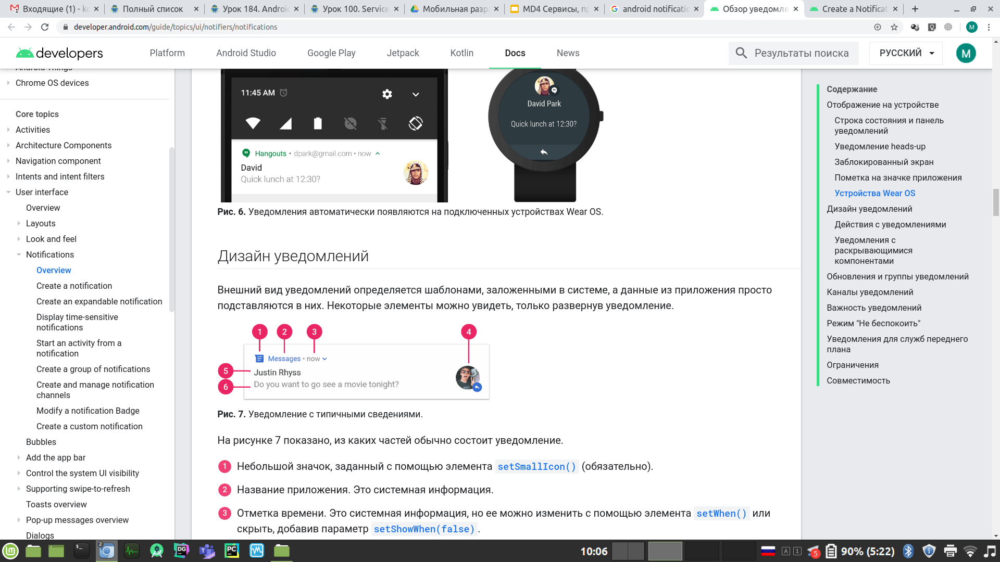 Входящие (1) - ko
Полный список
Урок 184. Androi
Урок 100. Service
Мобильная разр
MD4 Сервисы, пр
android notificatio
Обзор уведомле
Create a Notificat
developer.android.com/guide/topics/ui/notifiers/notifications
M
developers
Platform
Android Studio
Google Play
Jetpack
Kotlin
Docs
News
Результаты поиска
РУССКИЙ
M
Android Things
Chrome OS devices
Core topics
Activities
Architecture Components
Navigation component
Intents and intent filters
User interface
Overview
Layouts
Look and feel
Notifications
Overview
Create a notification
Create an expandable notification
Display time-sensitive
notifications
Start an activity from a
notification
Create a group of notifications
Create and manage notification
channels
Modify a notification Badge
Create a custom notification
Bubbles
Add the app bar
Control the system UI visibility
Supporting swipe-to-refresh
Toasts overview
Pop-up messages overview
Dialogs
11:45 AM
Hangouts • dpark@gmail.com • now
David
Quick lunch at 12:30?
David Park
Quick lunch at 12:30?
Рис. 6. Уведомления автоматически появляются на подключенных устройствах Wear OS.
Дизайн уведомлений
Внешний вид уведомлений определяется шаблонами, заложенными в системе, а данные из приложения просто
подставляются в них. Некоторые элементы можно увидеть, только развернув уведомление.
1 2 3 4
Messages • now
5 Justin Rhyss
6 Do you want to go see a movie tonight?
Рис. 7. Уведомление с типичными сведениями.
На рисунке 7 показано, из каких частей обычно состоит уведомление.
1 Небольшой значок, заданный с помощью элемента setSmallIcon() (обязательно).
2 Название приложения. Это системная информация.
3 Отметка времени. Это системная информация, но ее можно изменить с помощью элемента setWhen() или
скрыть, добавив параметр setShowWhen(false).
Содержание
Отображение на устройстве
Строка состояния и панель
уведомлений
Уведомление heads-up
Заблокированный экран
Пометка на значке приложения
Устройства Wear OS
Дизайн уведомлений
Действия с уведомлениями
Уведомления с
раскрывающимися
компонентами
Обновления и группы уведомлений
Каналы уведомлений
Важность уведомлений
Режим "Не беспокоить"
Уведомления для служб переднего
плана
Ограничения
Совместимость
2
DG
PC
10:06
A 1
5
90% (5:22)